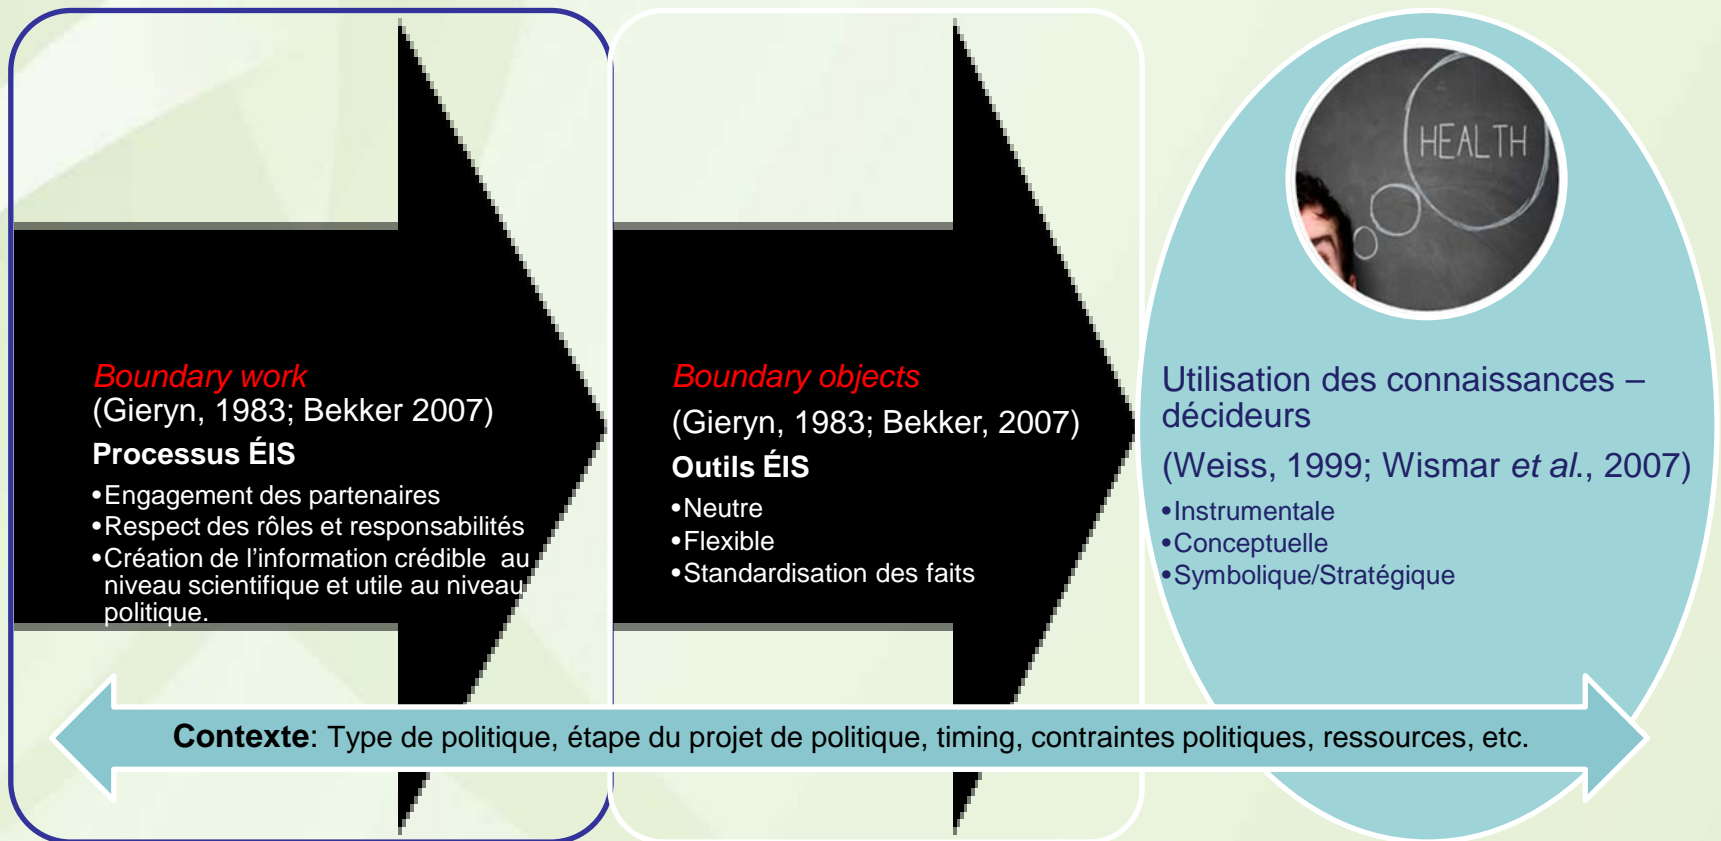 Boundary work
(Gieryn, 1983; Bekker 2007)
Processus ÉIS
•Engagement des partenaires
•Respect des rôles et responsabilités
•Création de l'information crédible au
niveau scientifique et utile au niveau
politique.
Boundary objects
(Gieryn, 1983; Bekker, 2007)
Outils ÉIS
•Neutre
•Flexible
•Standardisation des faits
HEALTH
Utilisation des connaissances –
décideurs
(Weiss, 1999; Wismar et al., 2007)
•Instrumentale
•Conceptuelle
•Symbolique/Stratégique
Contexte: Type de politique, étape du projet de politique, timing, contraintes politiques, ressources, etc.